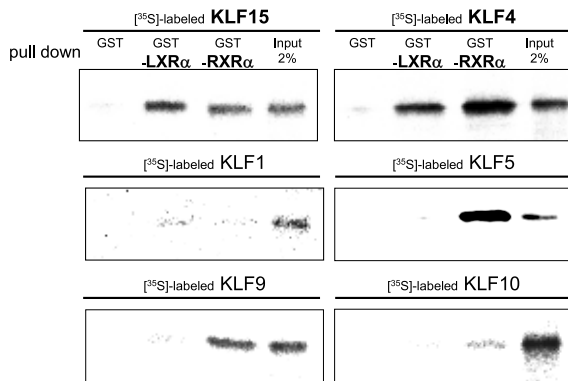 [³⁵S]-labeled KLF15
[³⁵S]-labeled KLF4
pull down
GST
GST
-LXRα
GST
-RXRα
Input
2%
GST
GST
-LXRα
GST
-RXRα
Input
2%
[³⁵S]-labeled KLF1
[³⁵S]-labeled KLF5
[³⁵S]-labeled KLF9
[³⁵S]-labeled KLF10